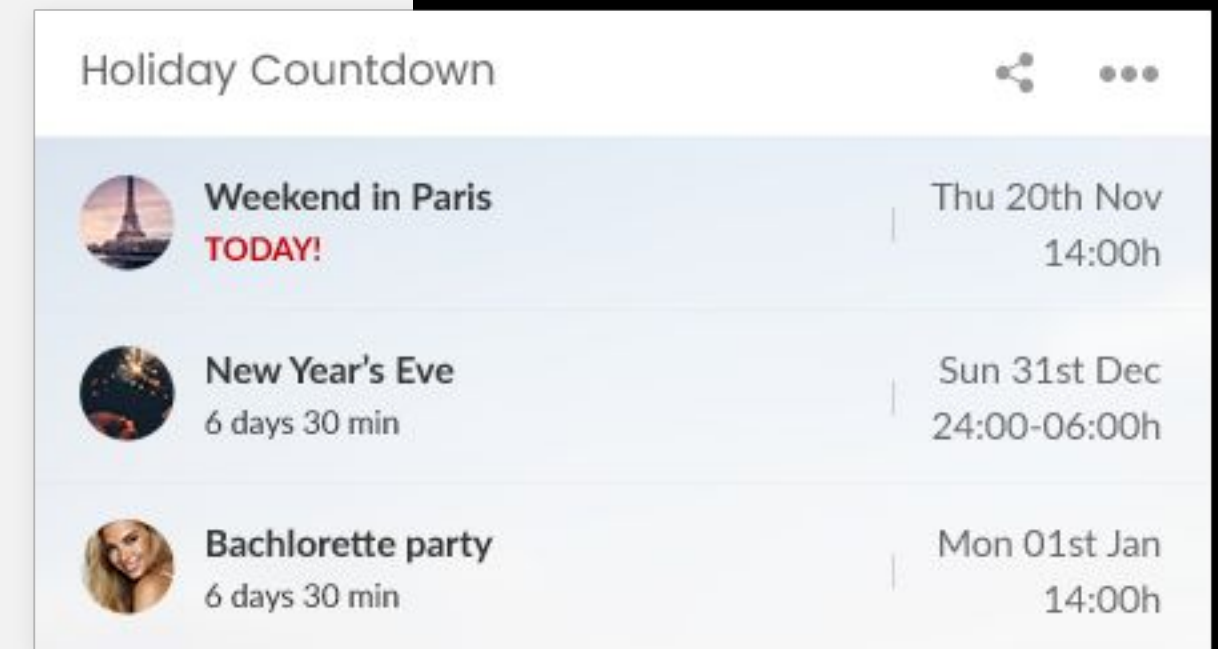 Holiday Countdown
Weekend in Paris
TODAY!
Thu 20th Nov
14:00h
New Year’s Eve
6 days 30 min
Sun 31st Dec
24:00-06:00h
Bachlorette party
6 days 30 min
Mon 01st Jan
14:00h